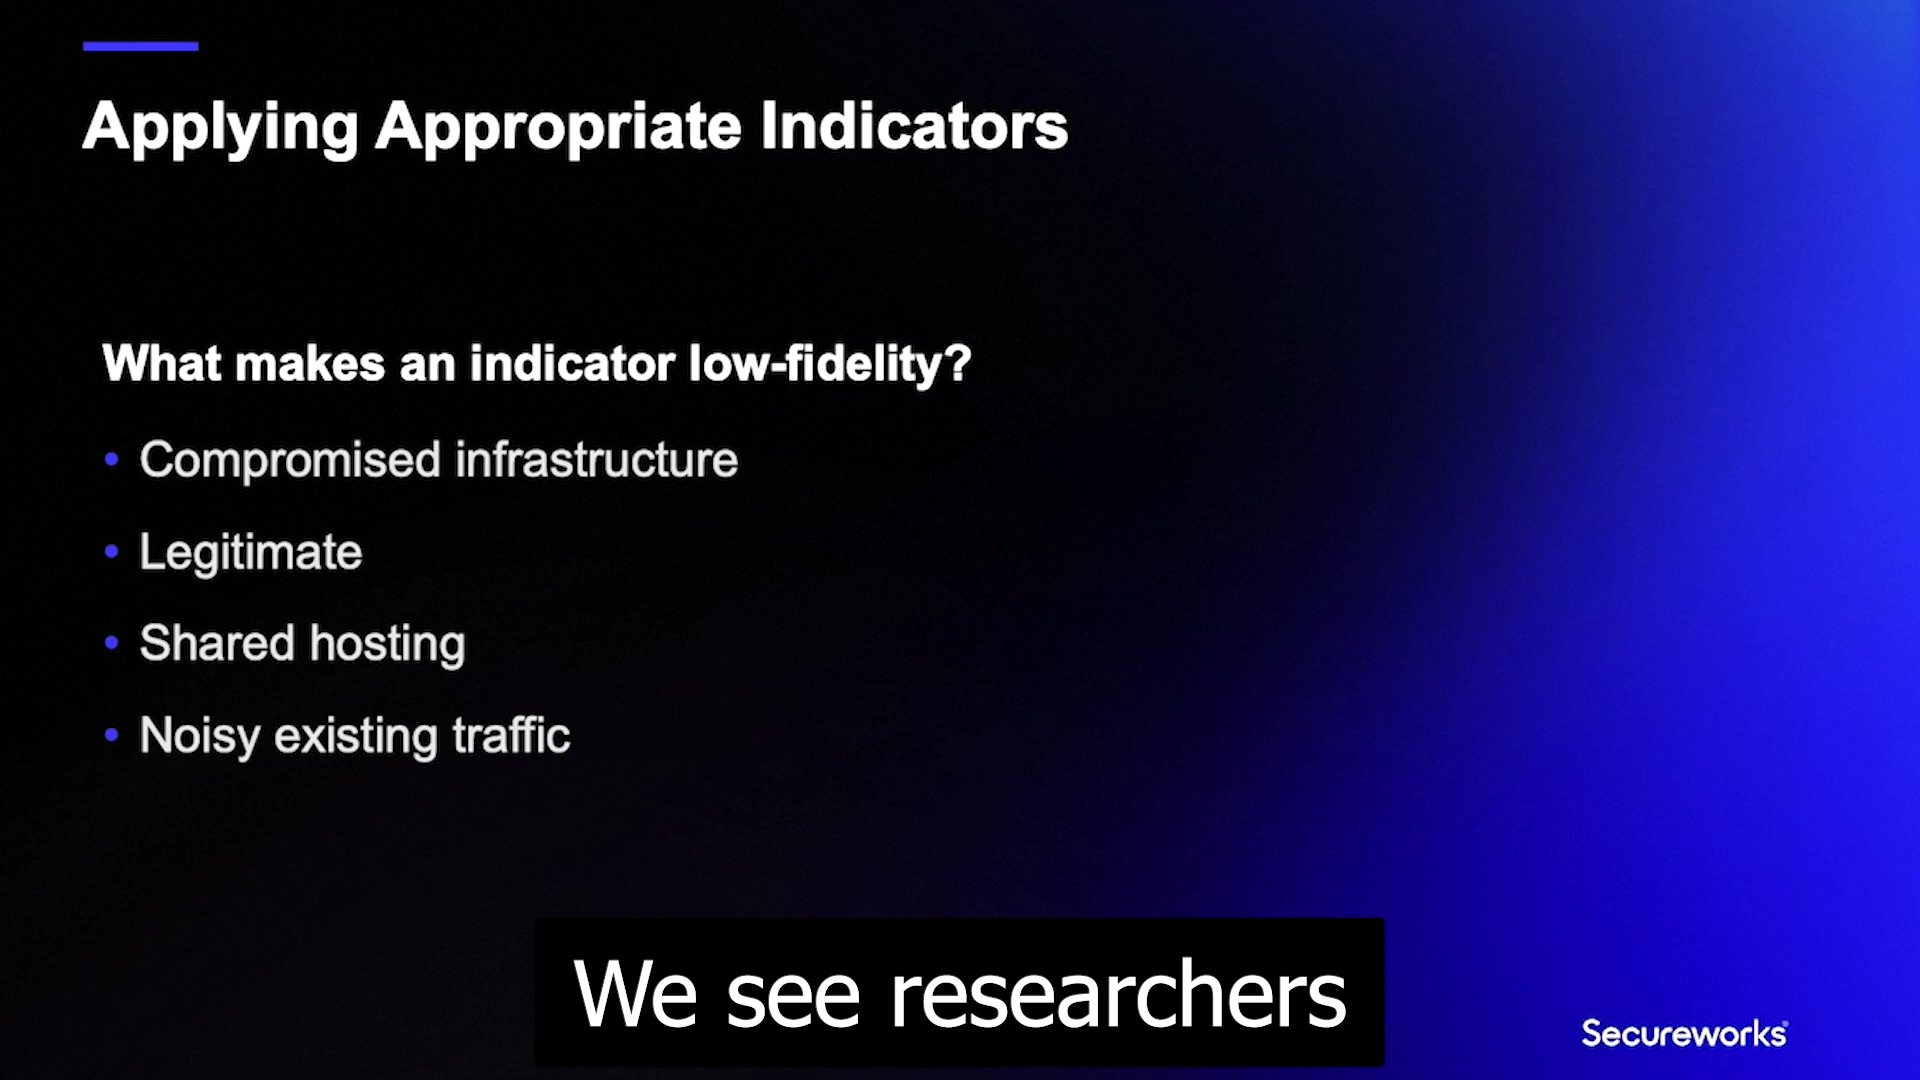 Applying Appropriate Indicators
What makes an indicator low-fidelity?
• Compromised infrastructure
• Legitimate
• Shared hosting
• Noisy existing traffic
We see researchers
Secureworks